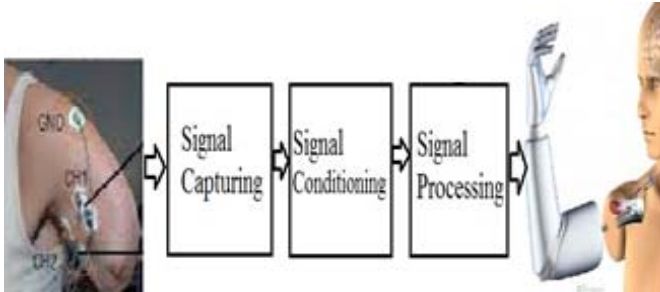 GND
CH1
CH2
Signal
Capturing
Signal
Conditioning
Signal
Processing